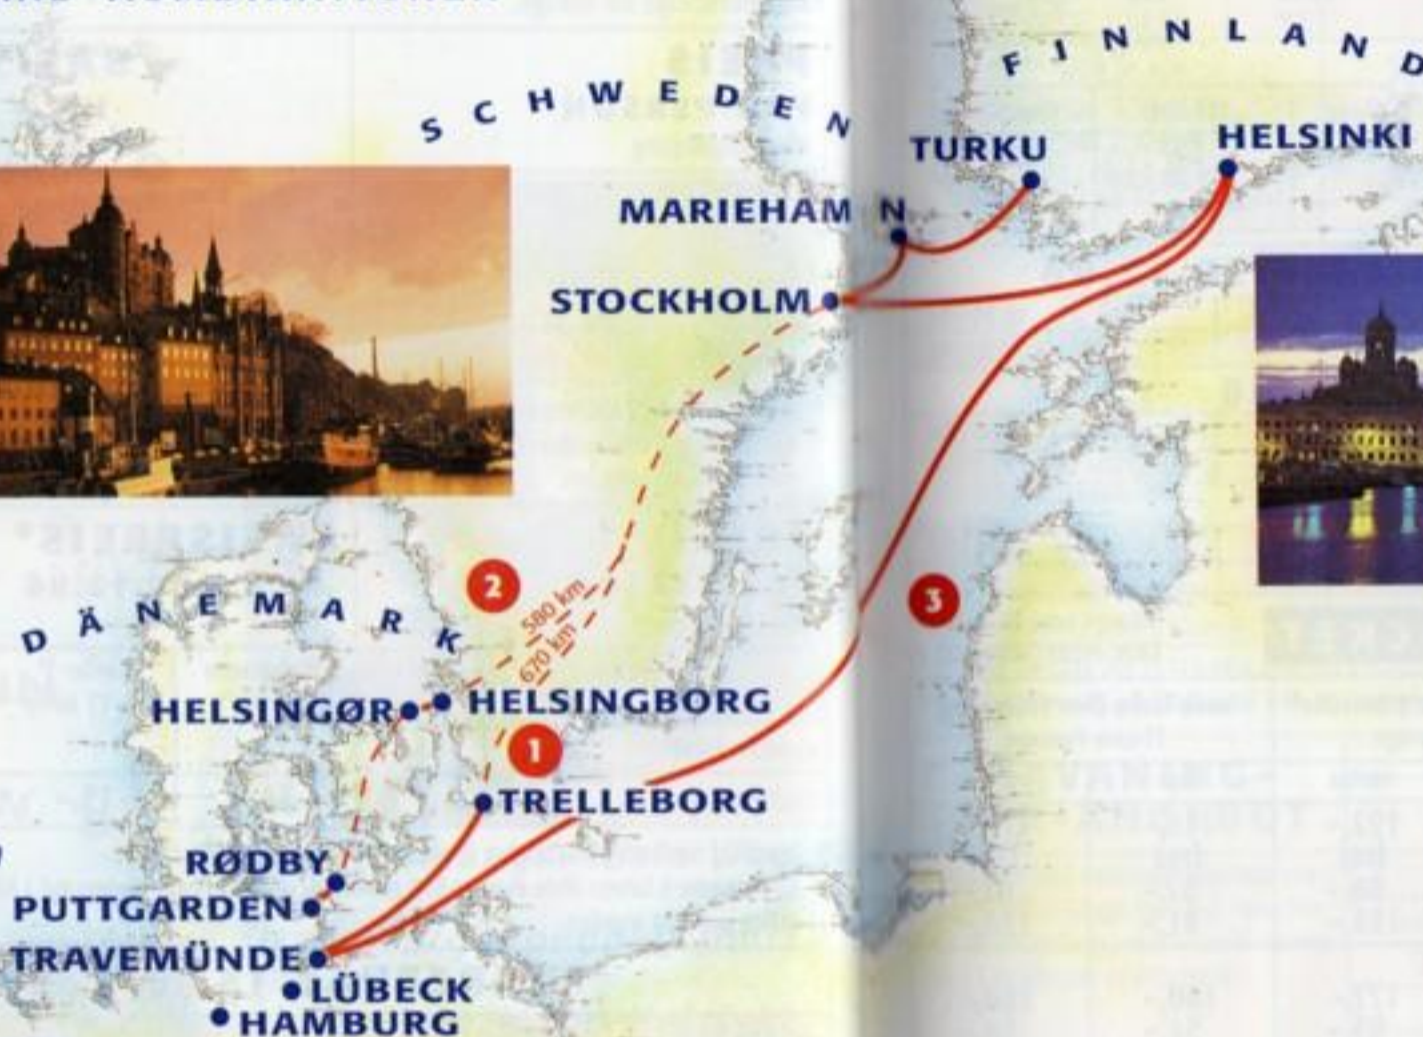 FINNLAND
SCHWEDEN
TURKU
HELSINKI
MARIEHAMN
STOCKHOLM
2
580 km
670 km
3
DÄNEMARK
HELSINGØR
HELSINGBORG
1
TRELLEBORG
RØDBY
PUTTGARDEN
TRAVEMÜNDE
LÜBECK
HAMBURG